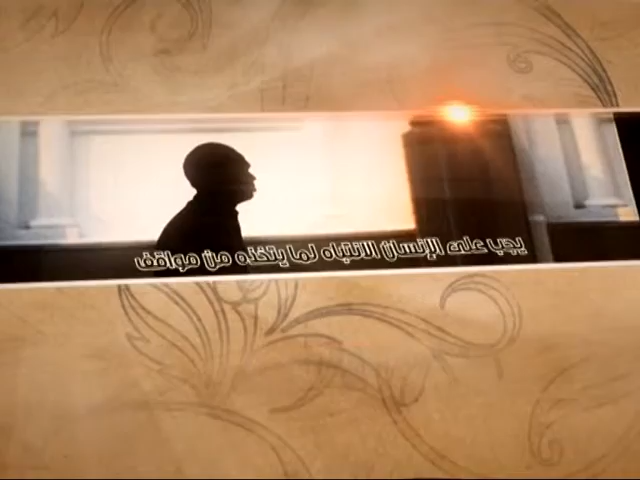 يجب على الإنسان الانتباه لما يتخذه من مواقف